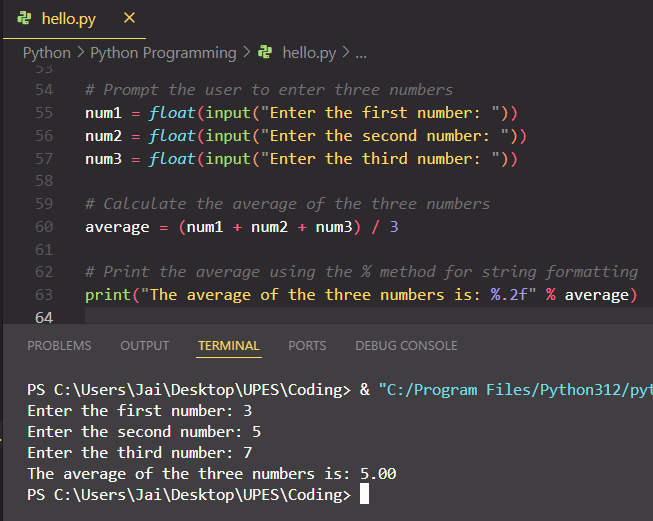 hello.py ×
Python > Python Programming > hello.py > ...
53
54 # Prompt the user to enter three numbers
55 num1 = float(input("Enter the first number: "))
56 num2 = float(input("Enter the second number: "))
57 num3 = float(input("Enter the third number: "))
58
59 # Calculate the average of the three numbers
60 average = (num1 + num2 + num3) / 3
61
62 # Print the average using the % method for string formatting
63 print("The average of the three numbers is: %.2f" % average)
64
PROBLEMS OUTPUT TERMINAL PORTS DEBUG CONSOLE
PS C:\Users\Jai\Desktop\UPES\Coding> & "C:/Program Files/Python312/pyt
Enter the first number: 3
Enter the second number: 5
Enter the third number: 7
The average of the three numbers is: 5.00
PS C:\Users\Jai\Desktop\UPES\Coding>